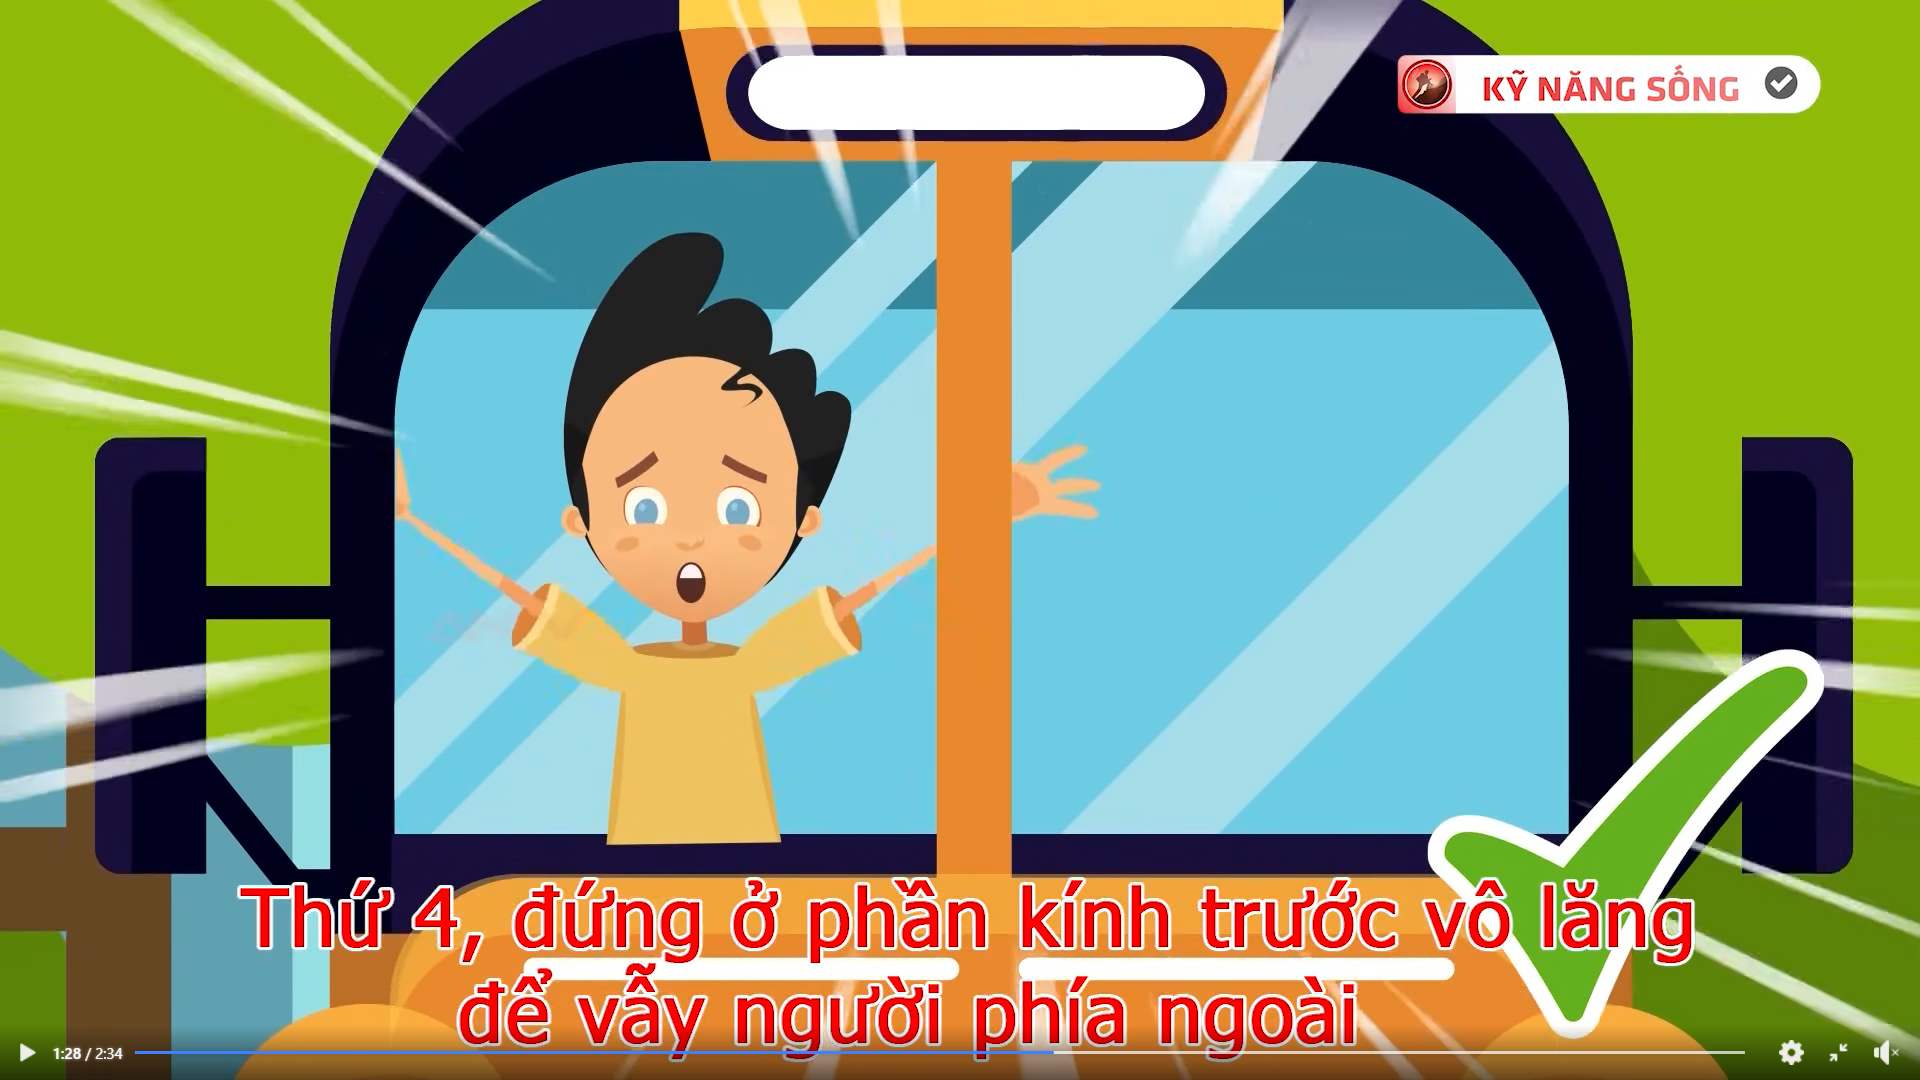 KỸ NĂNG SỐNG
Thứ 4, đứng ở phần kính trước vô lăng
để vẫy người phía ngoài
1:28 / 2:34